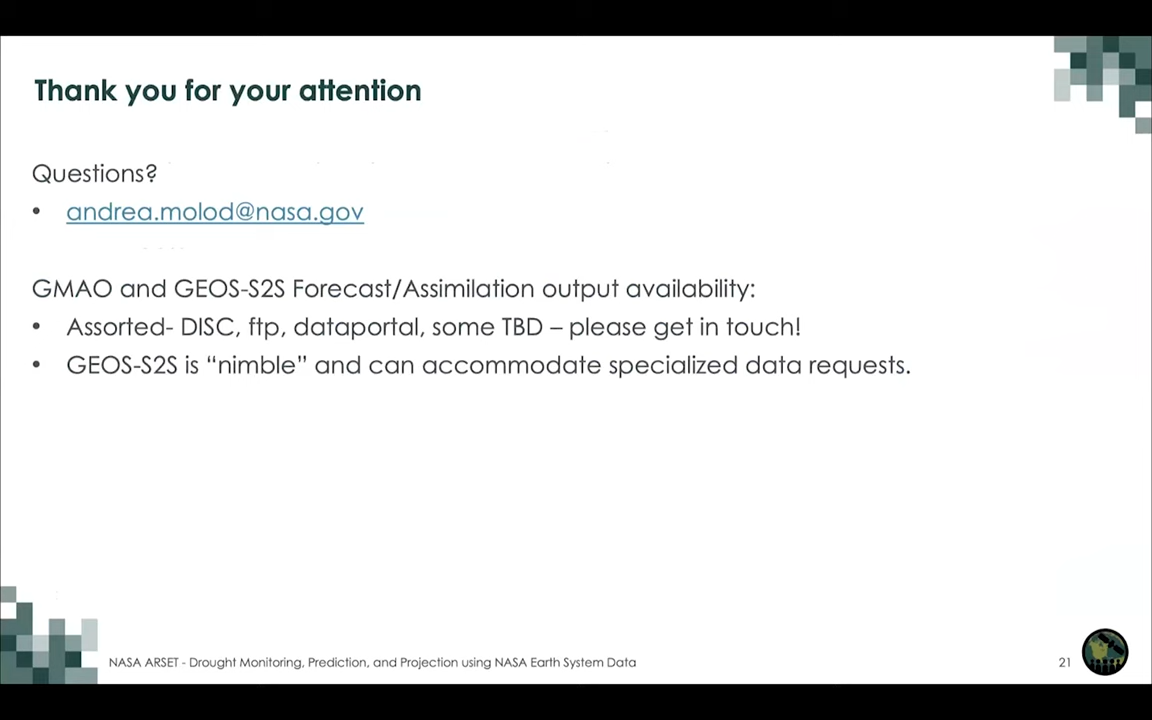 Thank you for your attention
Questions?
• andrea.molod@nasa.gov
GMAO and GEOS-S2S Forecast/Assimilation output availability:
• Assorted- DISC, ftp, dataportal, some TBD – please get in touch!
• GEOS-S2S is “nimble” and can accommodate specialized data requests.
NASA ARSET - Drought Monitoring, Prediction, and Projection using NASA Earth System Data
21